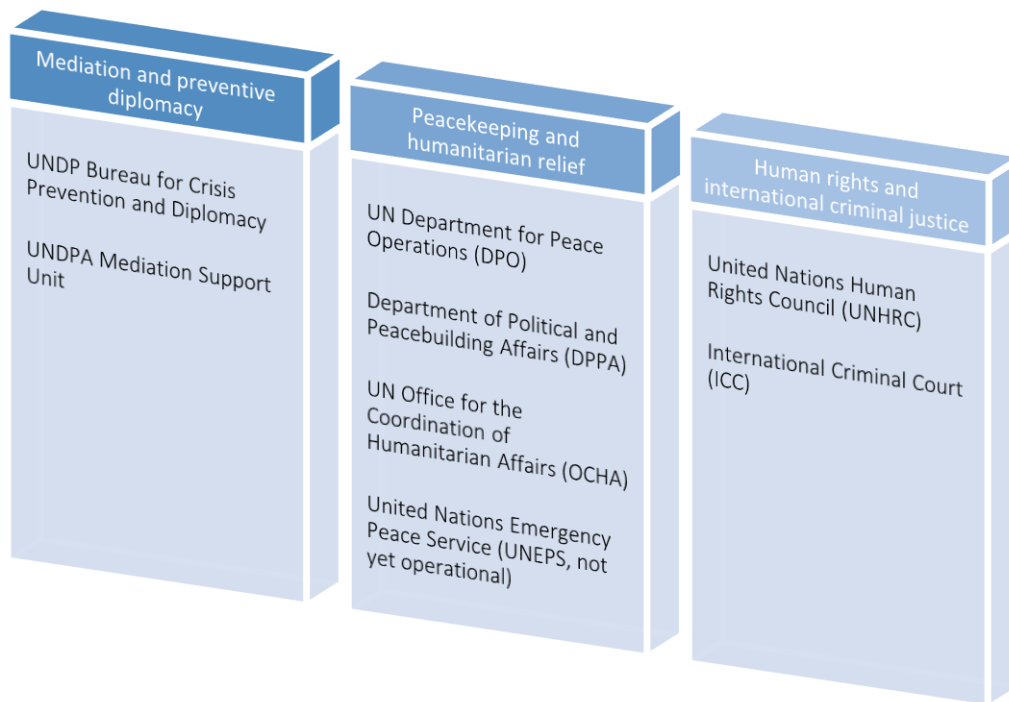 Mediation and preventive
diplomacy
UNDP Bureau for Crisis
Prevention and Diplomacy
UNDPA Mediation Support
Unit
Peacekeeping and
humanitarian relief
UN Department for Peace
Operations (DPO)
Department of Political and
Peacebuilding Affairs (DPPA)
UN Office for the
Coordination of
Humanitarian Affairs (OCHA)
United Nations Emergency
Peace Service (UNEPS, not
yet operational)
Human rights and
international criminal justice
United Nations Human
Rights Council (UNHRC)
International Criminal Court
(ICC)